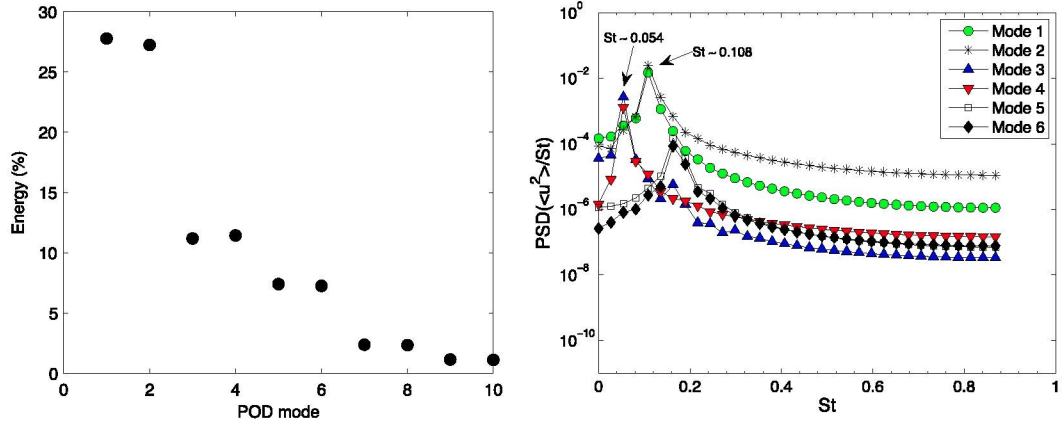 30
25
20
15
10
5
0
0 2 4 6 8 10
Energy (%)
POD mode
10^0
10^-2
10^-4
10^-6
10^-8
10^-10
0 0.2 0.4 0.6 0.8 1
PSD(<u^2>/St)
St
St ~ 0.054
St ~ 0.108
Mode 1
Mode 2
Mode 3
Mode 4
Mode 5
Mode 6